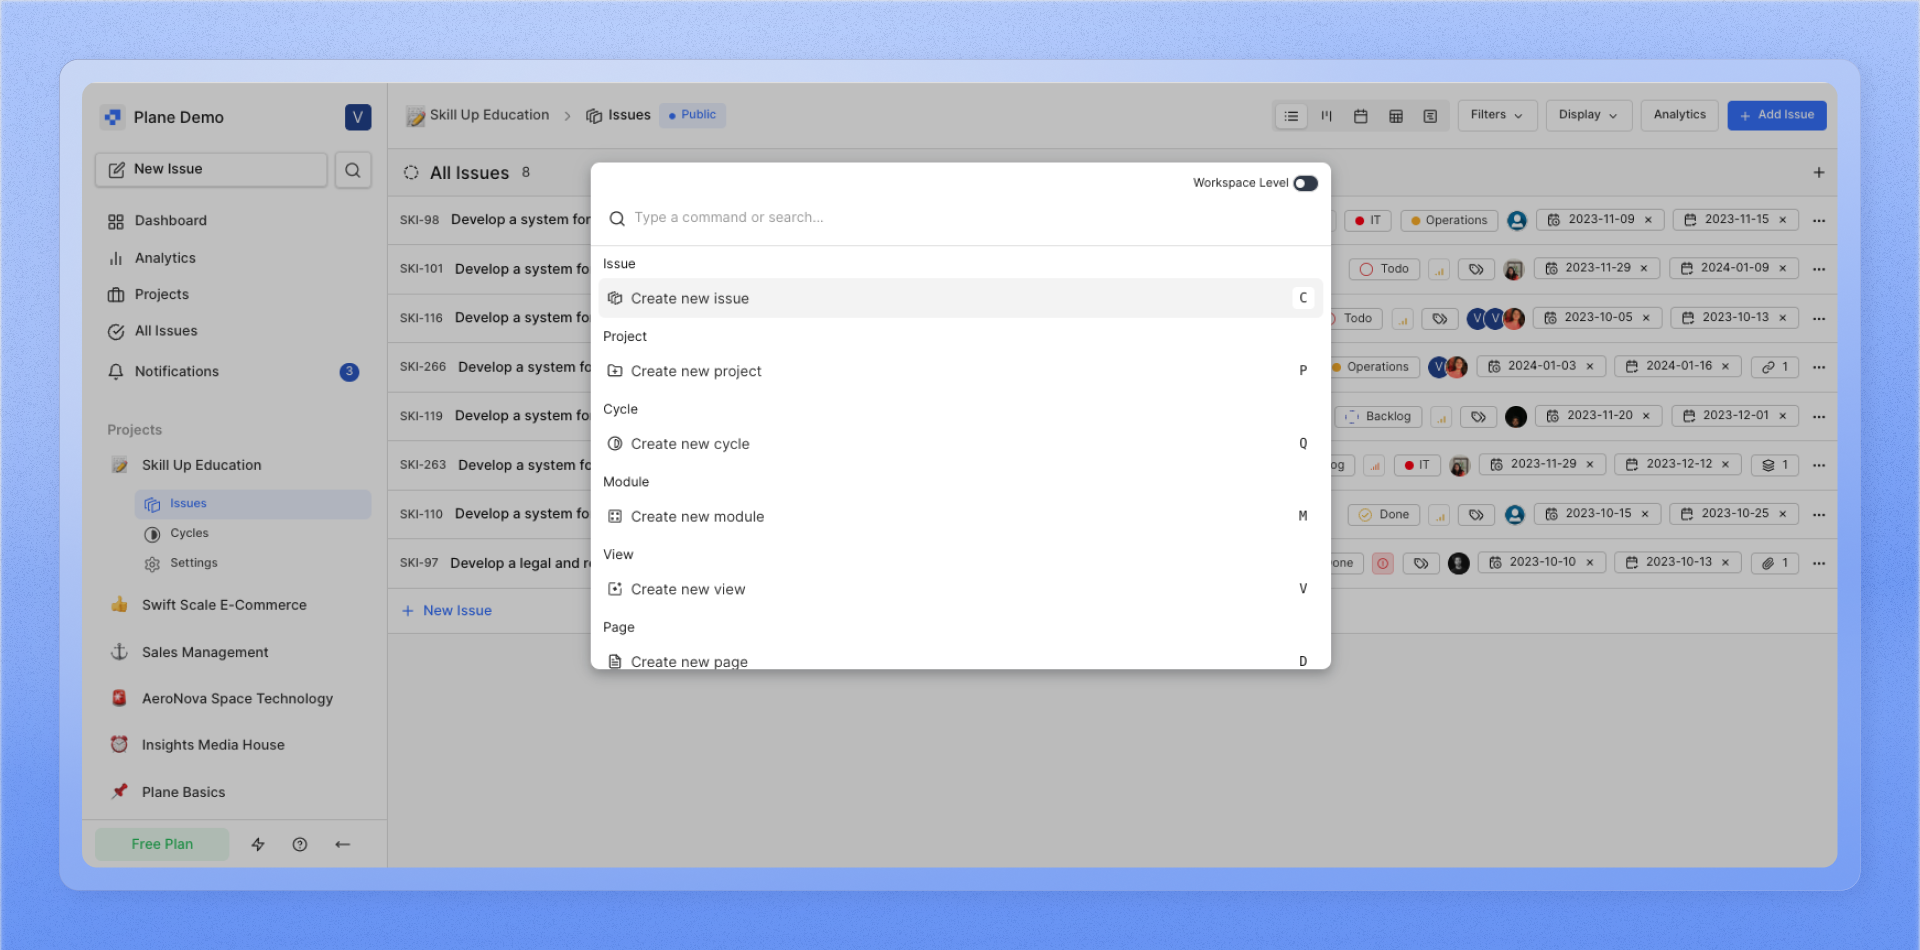 Plane Demo
V
New Issue
Dashboard
Analytics
Projects
All Issues
Notifications 3
Projects
Skill Up Education
Issues
Cycles
Settings
Swift Scale E-Commerce
Sales Management
AeroNova Space Technology
Insights Media House
Plane Basics
Free Plan
Skill Up Education > Issues Public
Filters Display Analytics + Add Issue
All Issues 8
SKI-98 Develop a system for IT Operations 2023-11-09 × 2023-11-15 ×
SKI-101 Develop a system fo Todo 2023-11-29 × 2024-01-09 ×
SKI-116 Develop a system fo Todo V V 2023-10-05 × 2023-10-13 ×
SKI-266 Develop a system fo Operations V 2024-01-03 × 2024-01-16 × 1
SKI-119 Develop a system fo Backlog 2023-11-20 × 2023-12-01 ×
SKI-263 Develop a system fo og IT 2023-11-29 × 2023-12-12 × 1
SKI-110 Develop a system fo Done 2023-10-15 × 2023-10-25 ×
SKI-97 Develop a legal and r one 2023-10-10 × 2023-10-13 × 1
+ New Issue
Workspace Level
Type a command or search...
Issue
Create new issue C
Project
Create new project P
Cycle
Create new cycle Q
Module
Create new module M
View
Create new view V
Page
Create new page D